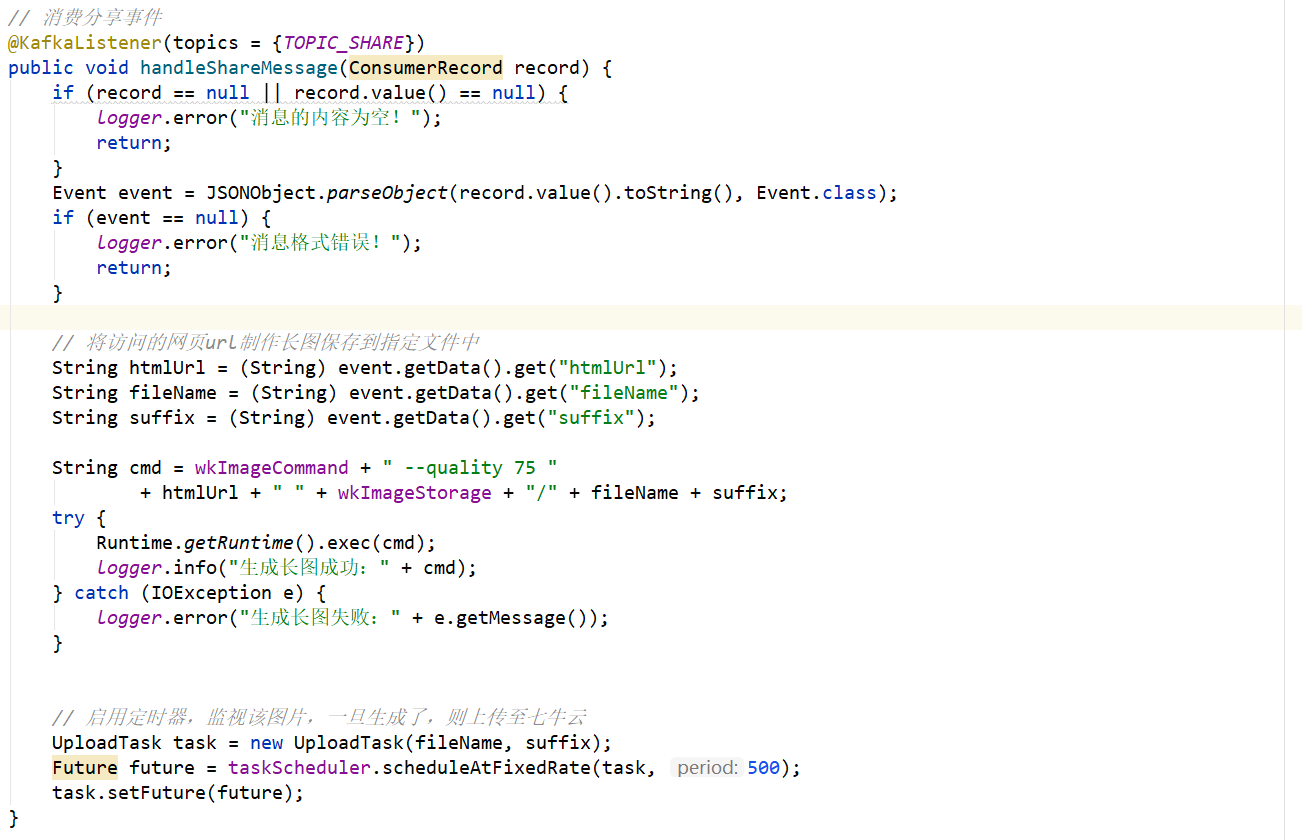 // 消费分享事件
@KafkaListener(topics = {TOPIC_SHARE})
public void handleShareMessage(ConsumerRecord record) {
    if (record == null || record.value() == null) {
        logger.error("消息的内容为空！");
        return;
    }
    Event event = JSONObject.parseObject(record.value().toString(), Event.class);
    if (event == null) {
        logger.error("消息格式错误！");
        return;
    }
    // 将访问的网页url制作长图保存到指定文件中
    String htmlUrl = (String) event.getData().get("htmlUrl");
    String fileName = (String) event.getData().get("fileName");
    String suffix = (String) event.getData().get("suffix");
    String cmd = wkImageCommand + " --quality 75 "
            + htmlUrl + " " + wkImageStorage + "/" + fileName + suffix;
    try {
        Runtime.getRuntime().exec(cmd);
        logger.info("生成长图成功：" + cmd);
    } catch (IOException e) {
        logger.error("生成长图失败：" + e.getMessage());
    }
    // 启用定时器，监视该图片，一旦生成了，则上传至七牛云
    UploadTask task = new UploadTask(fileName, suffix);
    Future future = taskScheduler.scheduleAtFixedRate(task, period: 500);
    task.setFuture(future);
}